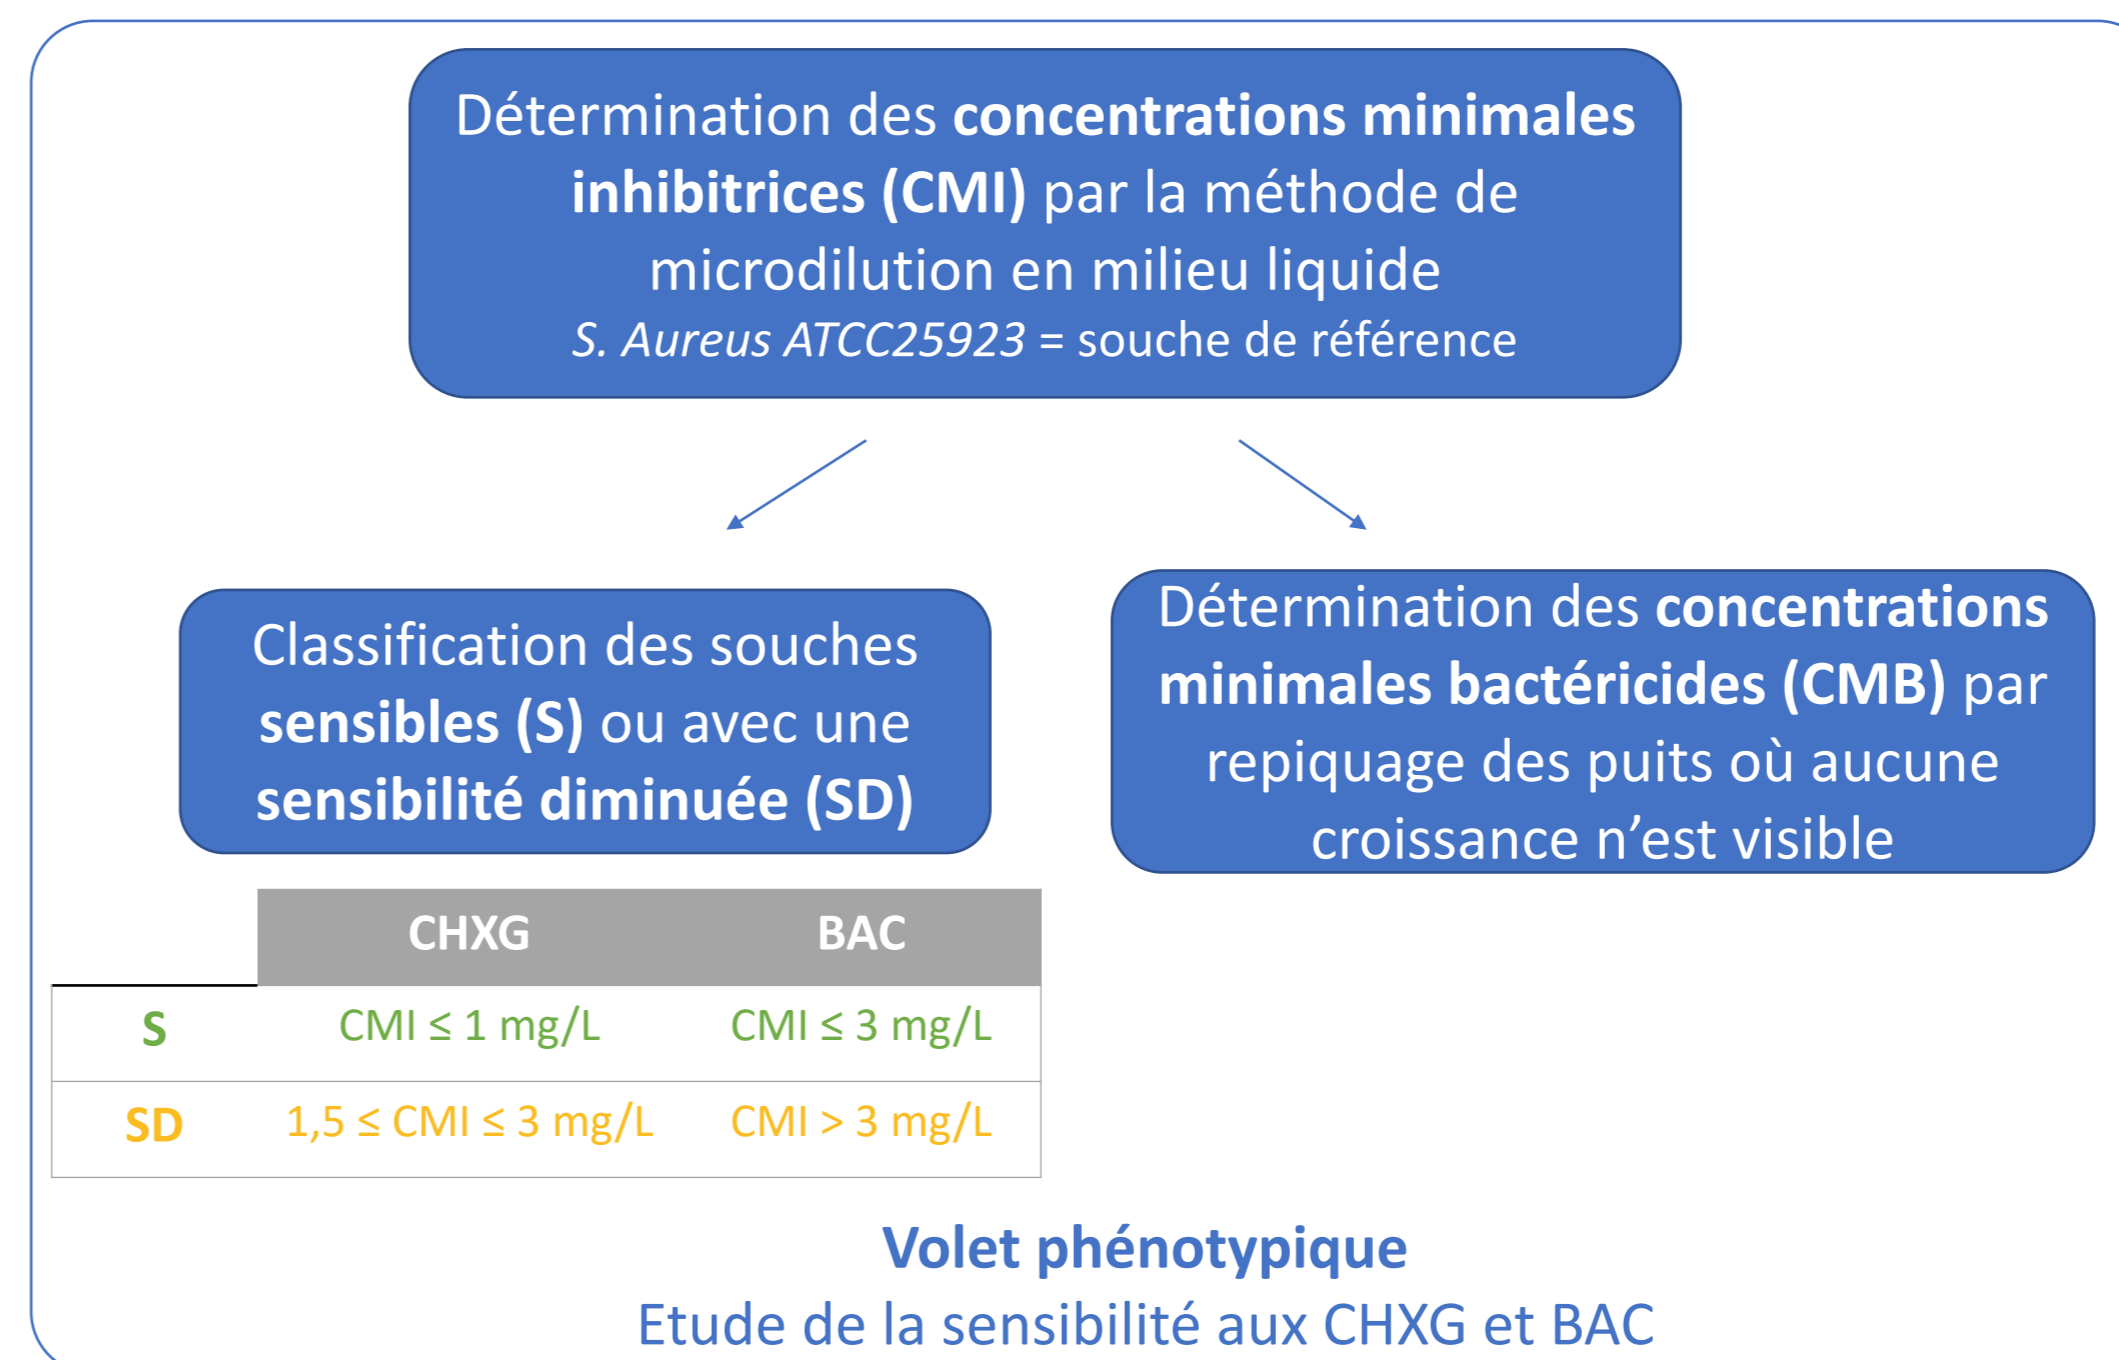 Détermination des concentrations minimales
inhibitrices (CMI) par la méthode de
microdilution en milieu liquide
S. Aureus ATCC25923 = souche de référence
Classification des souches
sensibles (S) ou avec une
sensibilité diminuée (SD)
Détermination des concentrations
minimales bactéricides (CMB) par
repiquage des puits où aucune
croissance n'est visible
CHXG BAC
S CMI ≤ 1 mg/L CMI ≤ 3 mg/L
SD 1,5 ≤ CMI ≤ 3 mg/L CMI > 3 mg/L
Volet phénotypique
Etude de la sensibilité aux CHXG et BAC